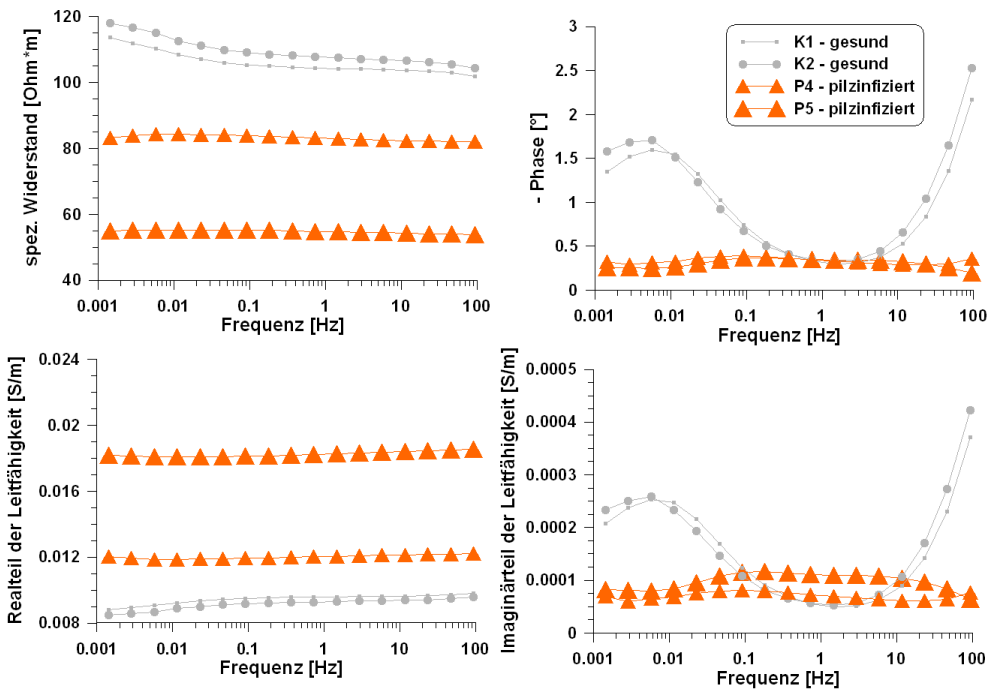 spez. Widerstand [Ohm*m]
120
100
80
60
40
0.001 0.01 0.1 1 10 100
Frequenz [Hz]
- Phase [°]
3
2.5
2
1.5
1
0.5
0
0.001 0.01 0.1 1 10 100
Frequenz [Hz]
K1 - gesund
K2 - gesund
P4 - pilzinfiziert
P5 - pilzinfiziert
Realteil der Leitfähigkeit [S/m]
0.024
0.02
0.016
0.012
0.008
0.001 0.01 0.1 1 10 100
Frequenz [Hz]
Imaginärteil der Leitfähigkeit [S/m]
0.0005
0.0004
0.0003
0.0002
0.0001
0
0.001 0.01 0.1 1 10 100
Frequenz [Hz]